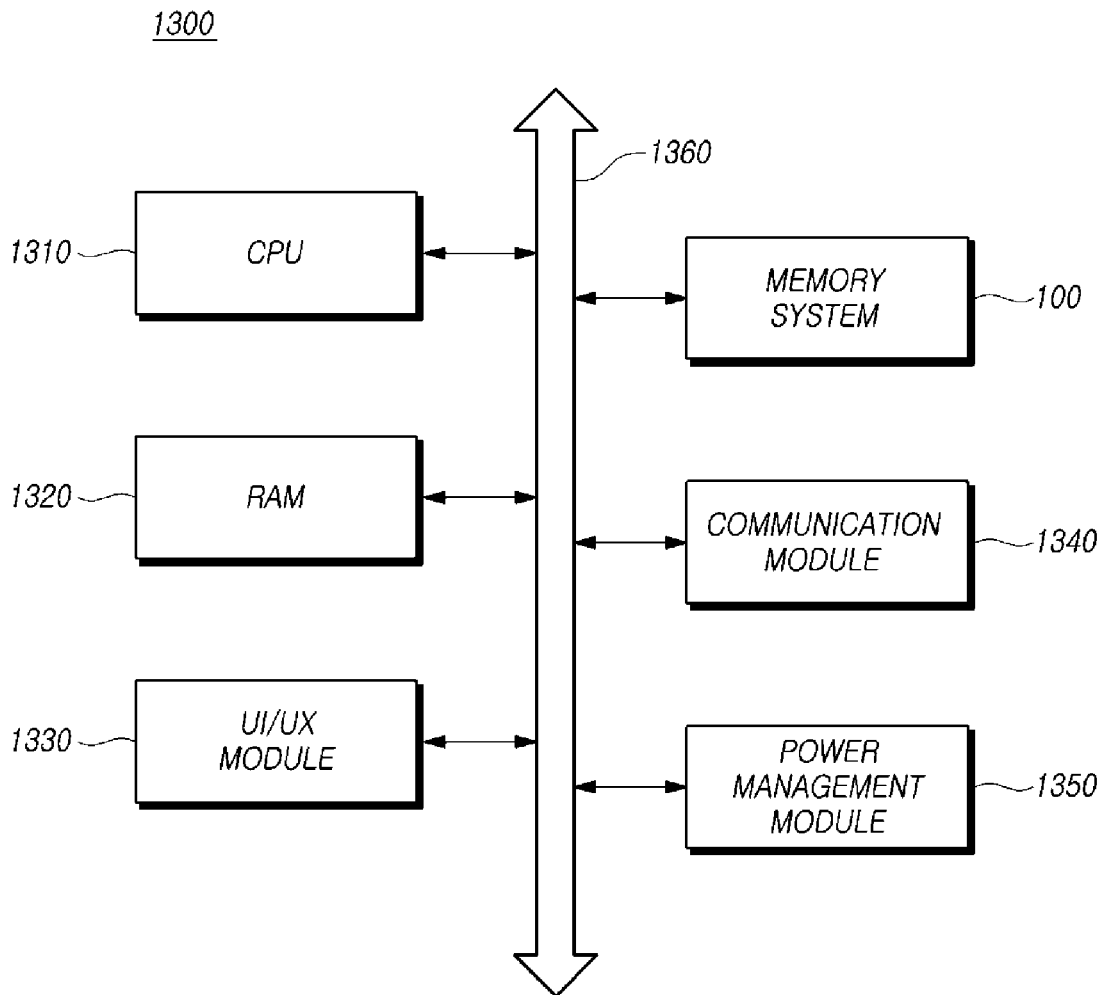 1300
1360
1310
CPU
MEMORY
SYSTEM
100
1320
RAM
COMMUNICATION
MODULE
1340
1330
UI/UX
MODULE
POWER
MANAGEMENT
MODULE
1350